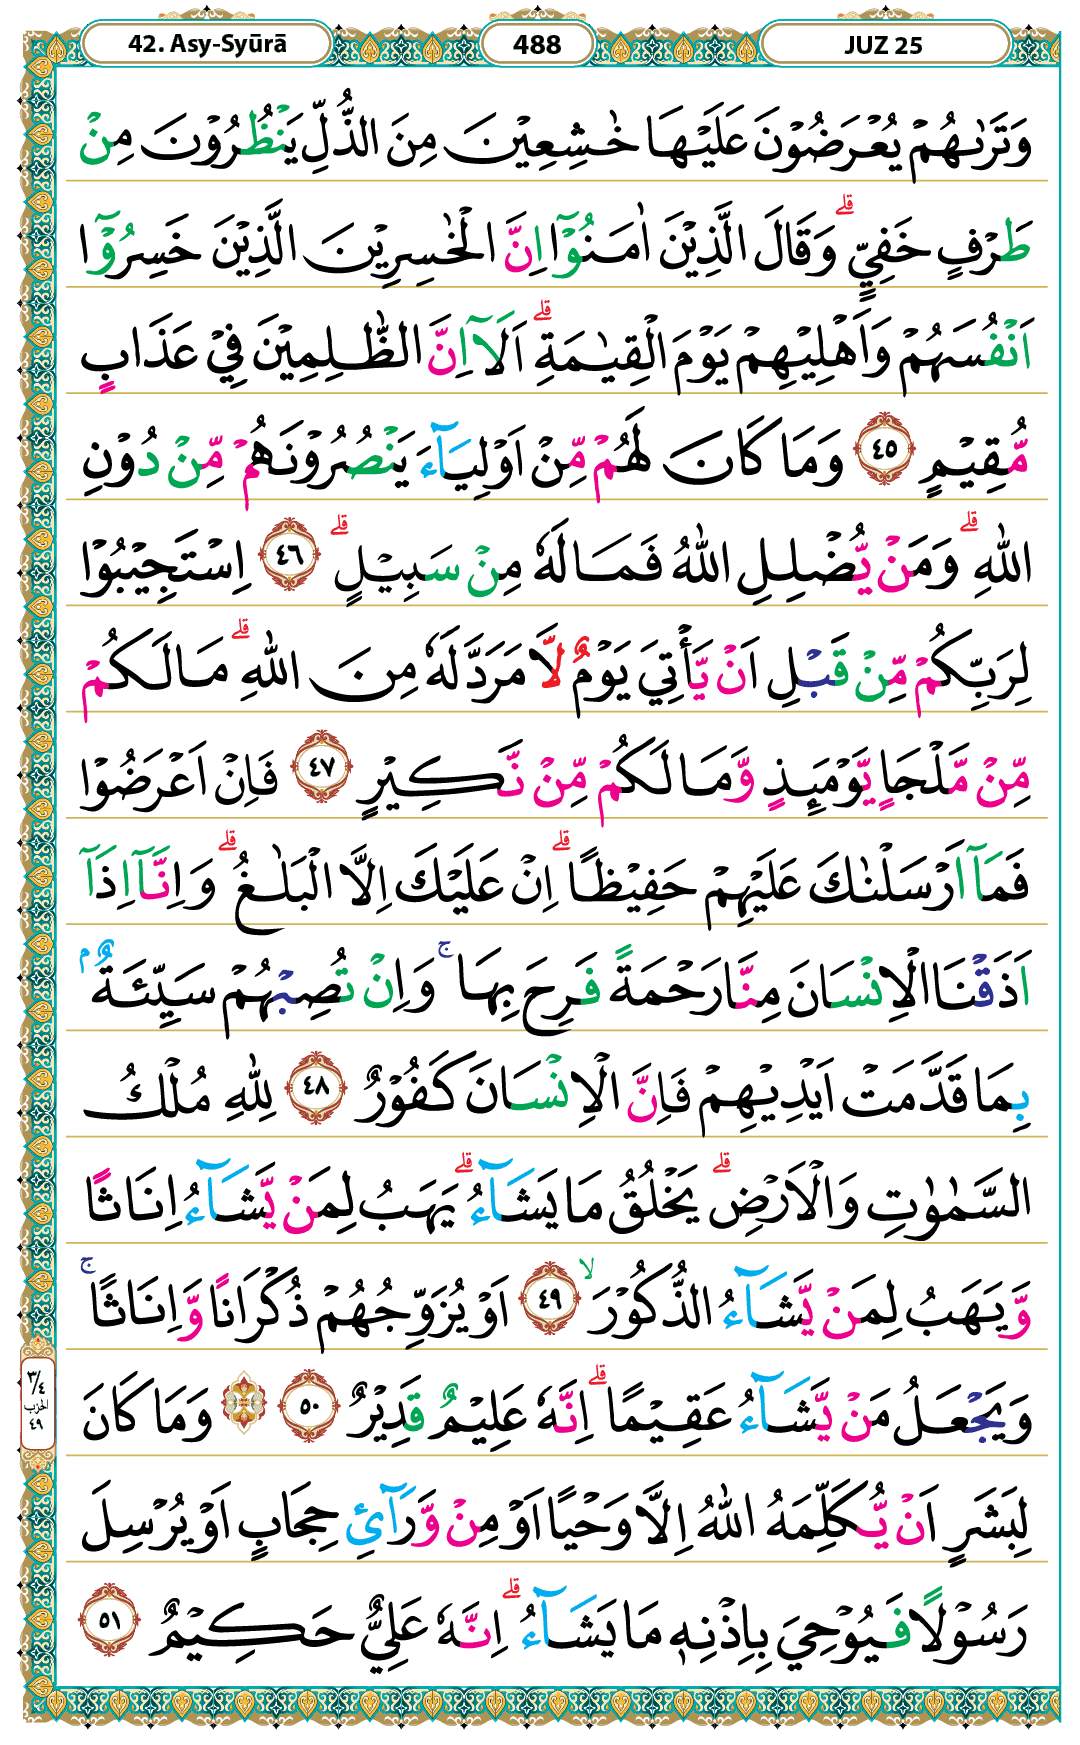 42. Asy-Syūrā 488 JUZ 25
وَتَرٰىهُمْ يُعْرَضُوْنَ عَلَيْهَا خٰشِعِيْنَ مِنَ الذُّلِّ يَنْظُرُوْنَ مِنْ
طَرْفٍ خَفِيٍّۗ وَقَالَ الَّذِيْنَ اٰمَنُوْٓا اِنَّ الْخٰسِرِيْنَ الَّذِيْنَ خَسِرُوْٓا
اَنْفُسَهُمْ وَاَهْلِيْهِمْ يَوْمَ الْقِيٰمَةِۗ اَلَآ اِنَّ الظّٰلِمِيْنَ فِيْ عَذَابٍ
مُّقِيْمٍ ٤٥ وَمَا كَانَ لَهُمْ مِّنْ اَوْلِيَاۤءَ يَنْصُرُوْنَهُمْ مِّنْ دُوْنِ
اللّٰهِۗ وَمَنْ يُّضْلِلِ اللّٰهُ فَمَا لَهٗ مِنْ سَبِيْلٍۗ ٤٦ اِسْتَجِيْبُوْا
لِرَبِّكُمْ مِّنْ قَبْلِ اَنْ يَّأْتِيَ يَوْمٌ لَّا مَرَدَّ لَهٗ مِنَ اللّٰهِۗ مَا لَكُمْ
مِّنْ مَّلْجَاٍ يَّوْمَىِٕذٍ وَّمَا لَكُمْ مِّنْ نَّكِيْرٍ ٤٧ فَاِنْ اَعْرَضُوْا
فَمَآ اَرْسَلْنٰكَ عَلَيْهِمْ حَفِيْظًاۗ اِنْ عَلَيْكَ اِلَّا الْبَلٰغُۗ وَاِنَّآ اِذَآ
اَذَقْنَا الْاِنْسَانَ مِنَّا رَحْمَةً فَرِحَ بِهَاۚ وَاِنْ تُصِبْهُمْ سَيِّئَةٌۢ
بِمَا قَدَّمَتْ اَيْدِيْهِمْ فَاِنَّ الْاِنْسَانَ كَفُوْرٌ ٤٨ لِلّٰهِ مُلْكُ
السَّمٰوٰتِ وَالْاَرْضِۗ يَخْلُقُ مَا يَشَاۤءُۗ يَهَبُ لِمَنْ يَّشَاۤءُ اِنَاثًا
وَّيَهَبُ لِمَنْ يَّشَاۤءُ الذُّكُوْرَۙ ٤٩ اَوْ يُزَوِّجُهُمْ ذُكْرَانًا وَّاِنَاثًاۚ
وَيَجْعَلُ مَنْ يَّشَاۤءُ عَقِيْمًاۗ اِنَّهٗ عَلِيْمٌ قَدِيْرٌ ٥٠ ۞ وَمَا كَانَ
٣/٤
الحزب
٤٩
لِبَشَرٍ اَنْ يُّكَلِّمَهُ اللّٰهُ اِلَّا وَحْيًا اَوْ مِنْ وَّرَاۤئِ حِجَابٍ اَوْ يُرْسِلَ
رَسُوْلًا فَيُوْحِيَ بِاِذْنِهٖ مَا يَشَاۤءُۗ اِنَّهٗ عَلِيٌّ حَكِيْمٌ ٥١